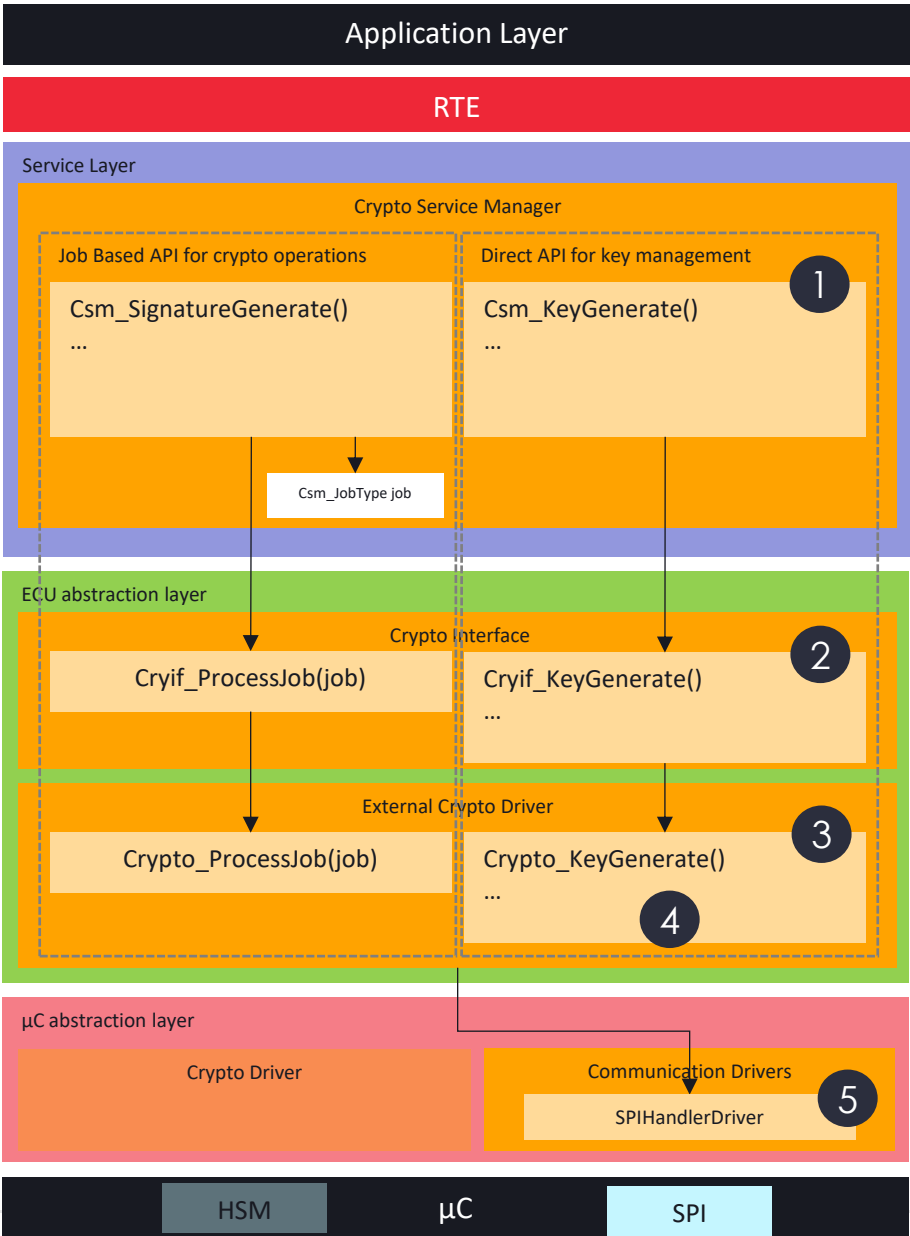 Application Layer
RTE
Service Layer
Crypto Service Manager
Job Based API for crypto operations
Direct API for key management
1
Csm_SignatureGenerate()
...
Csm_KeyGenerate()
...
Csm_JobType job
ECU abstraction layer
Crypto Interface
2
Cryif_ProcessJob(job)
Cryif_KeyGenerate()
...
External Crypto Driver
3
Crypto_ProcessJob(job)
Crypto_KeyGenerate()
...
4
µC abstraction layer
Crypto Driver
Communication Drivers
5
SPIHandlerDriver
HSM
µC
SPI